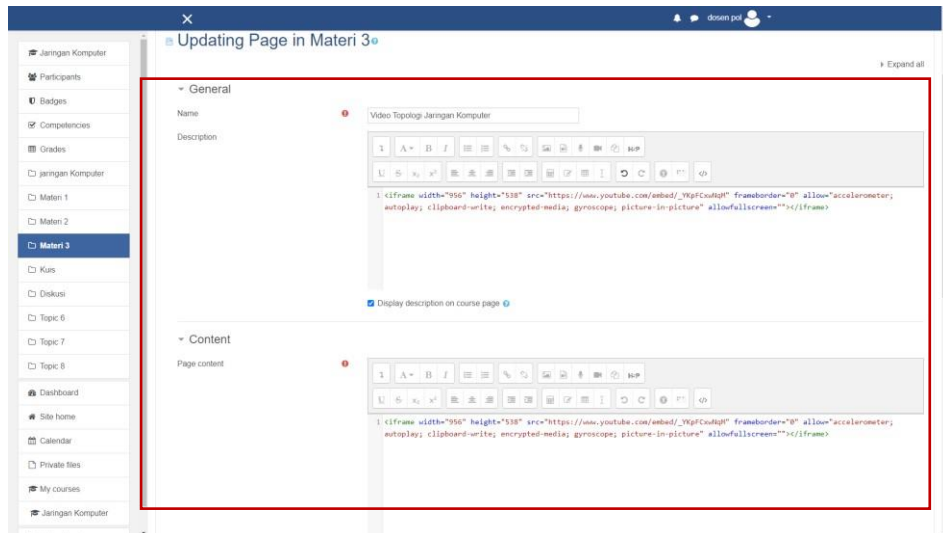 dosen pol
Updating Page in Materi 3
Expand all
Jaringan Komputer
Participants
Badges
Competencies
Grades
jaringan Komputer
Materi 1
Materi 2
Materi 3
Kuis
Diskusi
Topic 6
Topic 7
Topic 8
Dashboard
Site home
Calendar
Private files
My courses
Jaringan Komputer
General
Name
Video Topologi Jaringan Komputer
Description
A B I
H-P
U S x₂ x²
1 <iframe width="956" height="538" src="https://www.youtube.com/embed/_YKpFCxwNqM" frameborder="0" allow="accelerometer;
autoplay; clipboard-write; encrypted-media; gyroscope; picture-in-picture" allowfullscreen=""></iframe>
Display description on course page
Content
Page content
A B I
H-P
U S x₂ x²
1 <iframe width="956" height="538" src="https://www.youtube.com/embed/_YKpFCxwNqM" frameborder="0" allow="accelerometer;
autoplay; clipboard-write; encrypted-media; gyroscope; picture-in-picture" allowfullscreen=""></iframe>